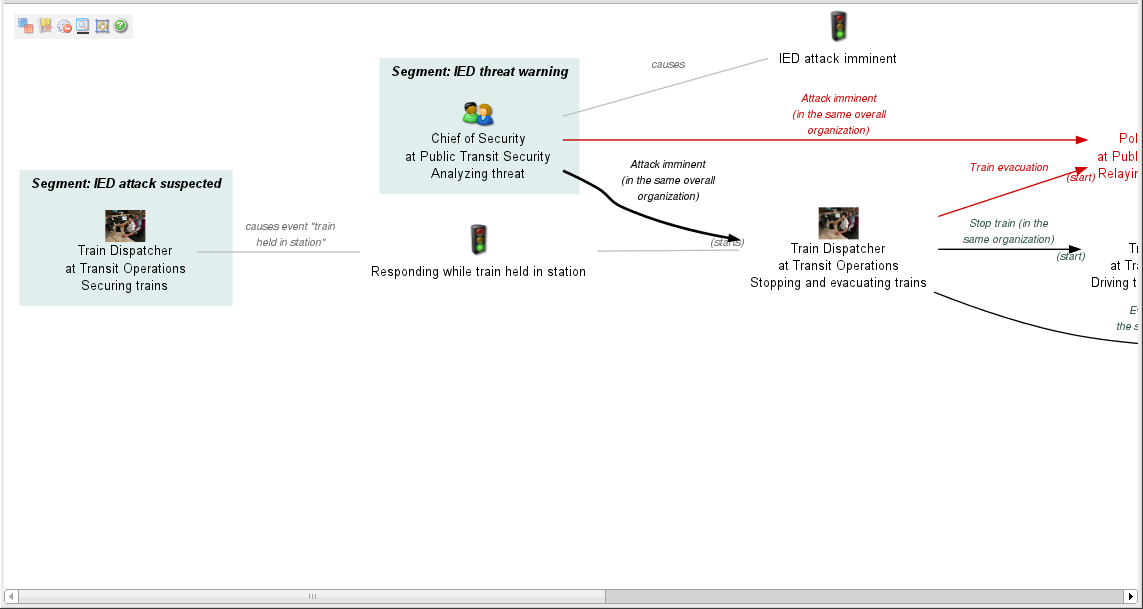 IED attack imminent
causes
Segment: IED threat warning
Chief of Security
at Public Transit Security
Analyzing threat
Attack imminent
(in the same overall
organization)
Attack imminent
(in the same overall
organization)
Pol
at Publ
Relayin
Train evacuation
(start)
Segment: IED attack suspected
Train Dispatcher
at Transit Operations
Securing trains
causes event "train
held in station"
Responding while train held in station
(starts)
Train Dispatcher
at Transit Operations
Stopping and evacuating trains
Stop train (in the
same organization)
(start)
at Tra
Driving t
the s